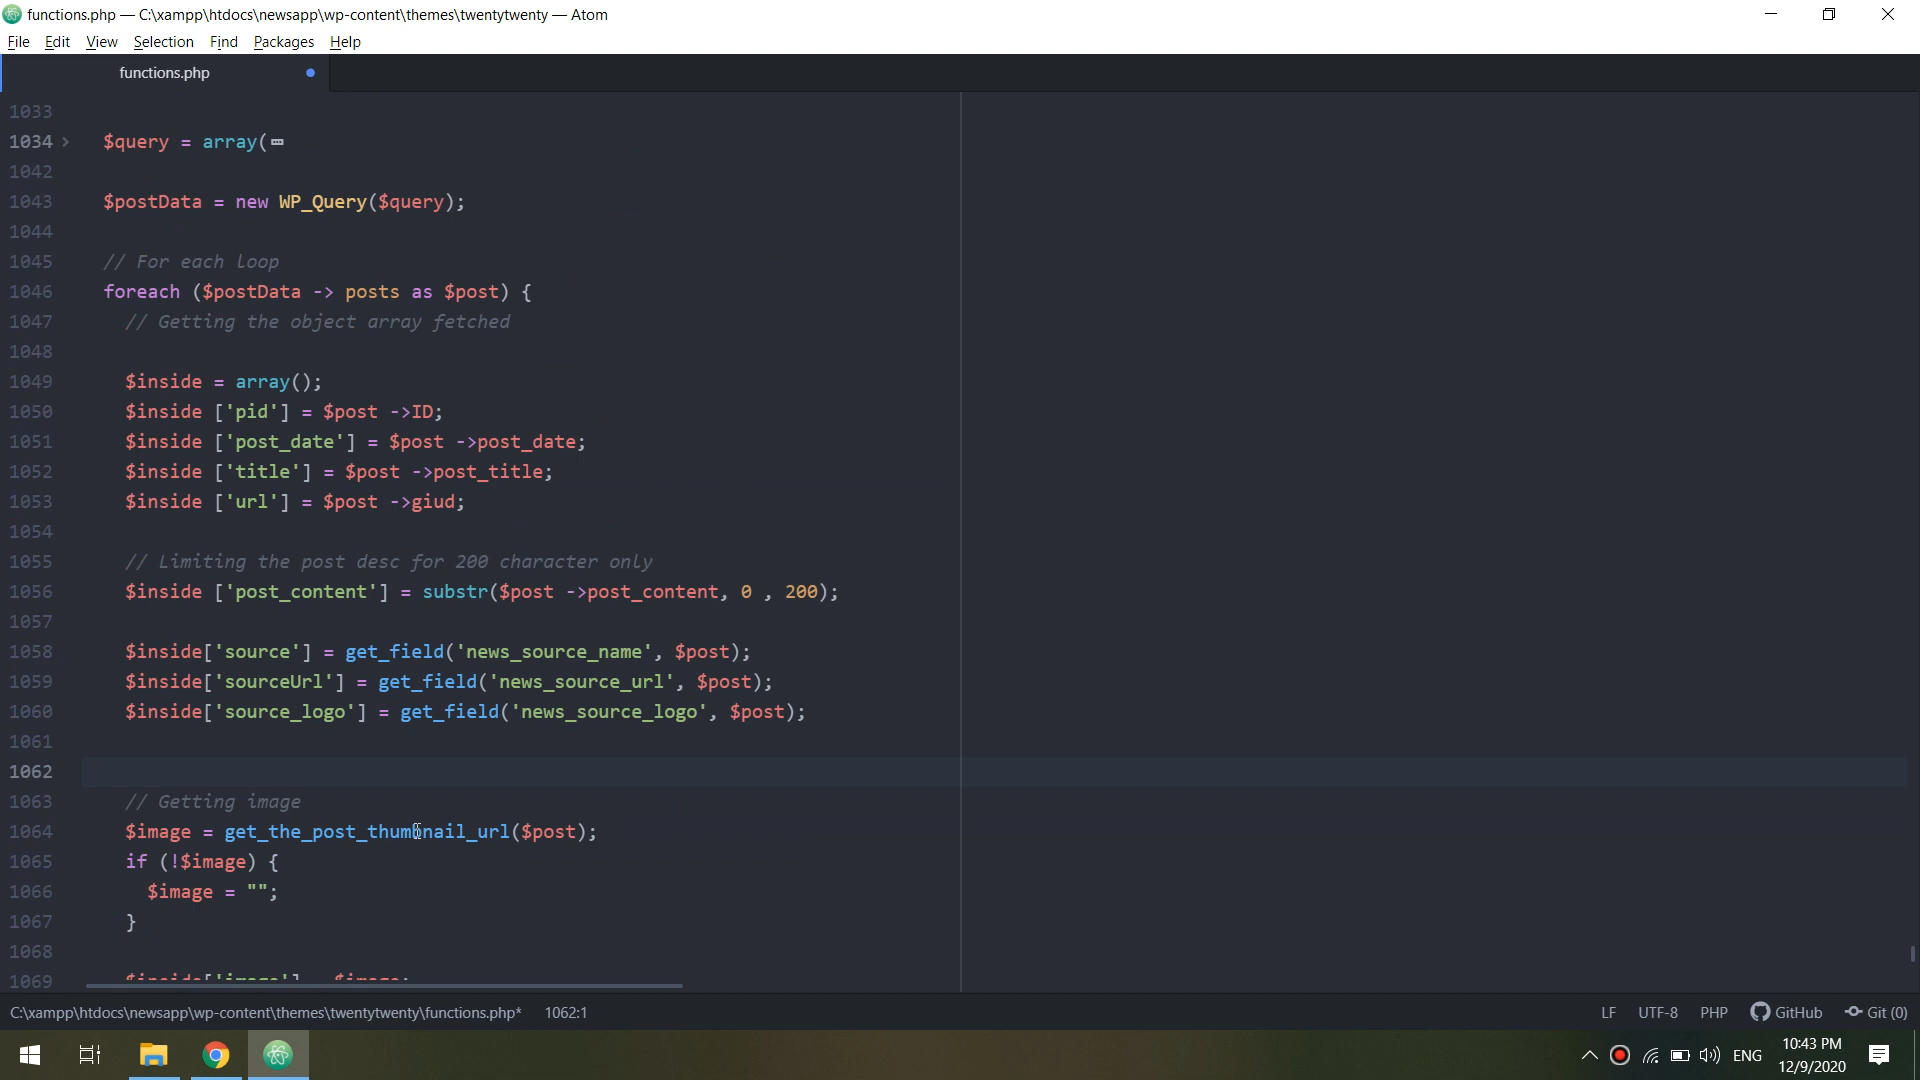 functions.php — C:\xampp\htdocs\newsapp\wp-content\themes\twentytwenty — Atom
File Edit View Selection Find Packages Help
functions.php
1033
1034 $query = array(
1042
1043 $postData = new WP_Query($query);
1044
1045 // For each loop
1046 foreach ($postData -> posts as $post) {
1047 // Getting the object array fetched
1048
1049 $inside = array();
1050 $inside ['pid'] = $post ->ID;
1051 $inside ['post_date'] = $post ->post_date;
1052 $inside ['title'] = $post ->post_title;
1053 $inside ['url'] = $post ->giud;
1054
1055 // Limiting the post desc for 200 character only
1056 $inside ['post_content'] = substr($post ->post_content, 0 , 200);
1057
1058 $inside['source'] = get_field('news_source_name', $post);
1059 $inside['sourceUrl'] = get_field('news_source_url', $post);
1060 $inside['source_logo'] = get_field('news_source_logo', $post);
1061
1062
1063 // Getting image
1064 $image = get_the_post_thumbnail_url($post);
1065 if (!$image) {
1066 $image = "";
1067 }
1068
1069 $inside['image'] = $image;
C:\xampp\htdocs\newsapp\wp-content\themes\twentytwenty\functions.php* 1062:1 LF UTF-8 PHP GitHub Git (0)
ENG 10:43 PM
12/9/2020